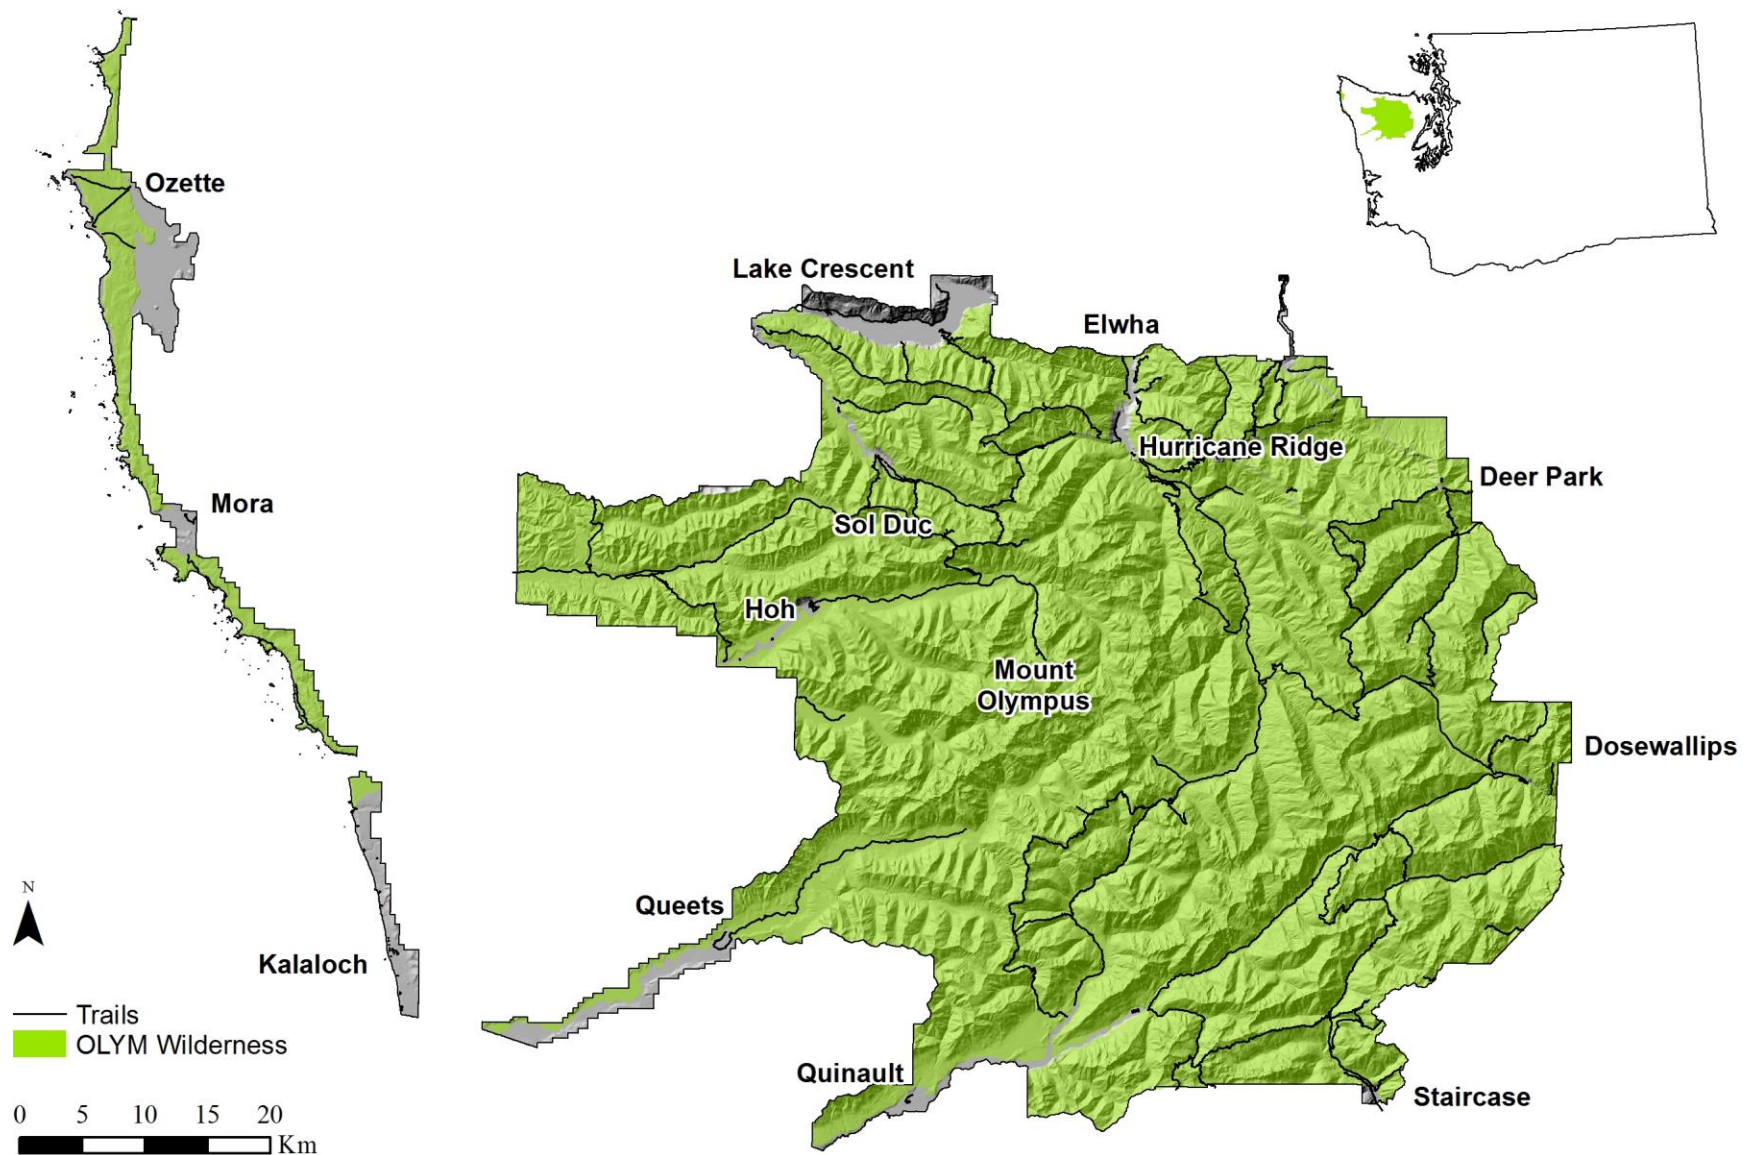 Ozette
Lake Crescent
Elwha
Hurricane Ridge
Deer Park
Mora
Sol Duc
Hoh
Mount
Olympus
Dosewallips
Queets
N
Kalaloch
Trails
OLYM Wilderness
Quinault
Staircase
0 5 10 15 20
Km